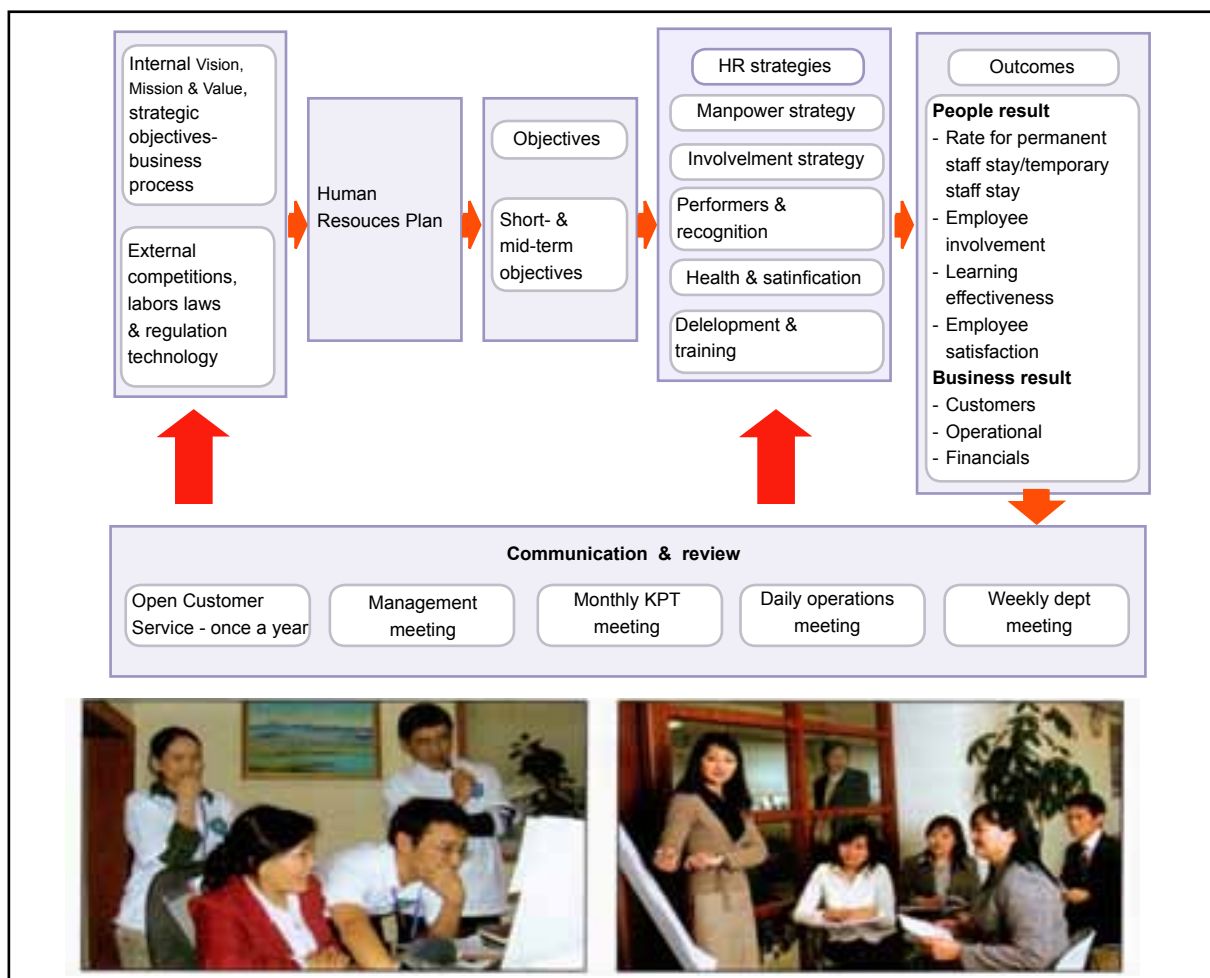 Internal Vision,
Mission & Value,
strategic
objectives-
business
process
External
competitions,
labors laws
& regulation
technology
Human
Resouces Plan
Objectives
Short- &
mid-term
objectives
HR strategies
Manpower strategy
Involvelment strategy
Performers &
recognition
Health & satinfication
Delelopment &
training
Outcomes
People result
- Rate for permanent
staff stay/temporary
staff stay
- Employee
involvement
- Learning
effectiveness
- Employee
satisfaction
Business result
- Customers
- Operational
- Financials
Communication & review
Open Customer
Service - once a year
Management
meeting
Monthly KPT
meeting
Daily operations
meeting
Weekly dept
meeting